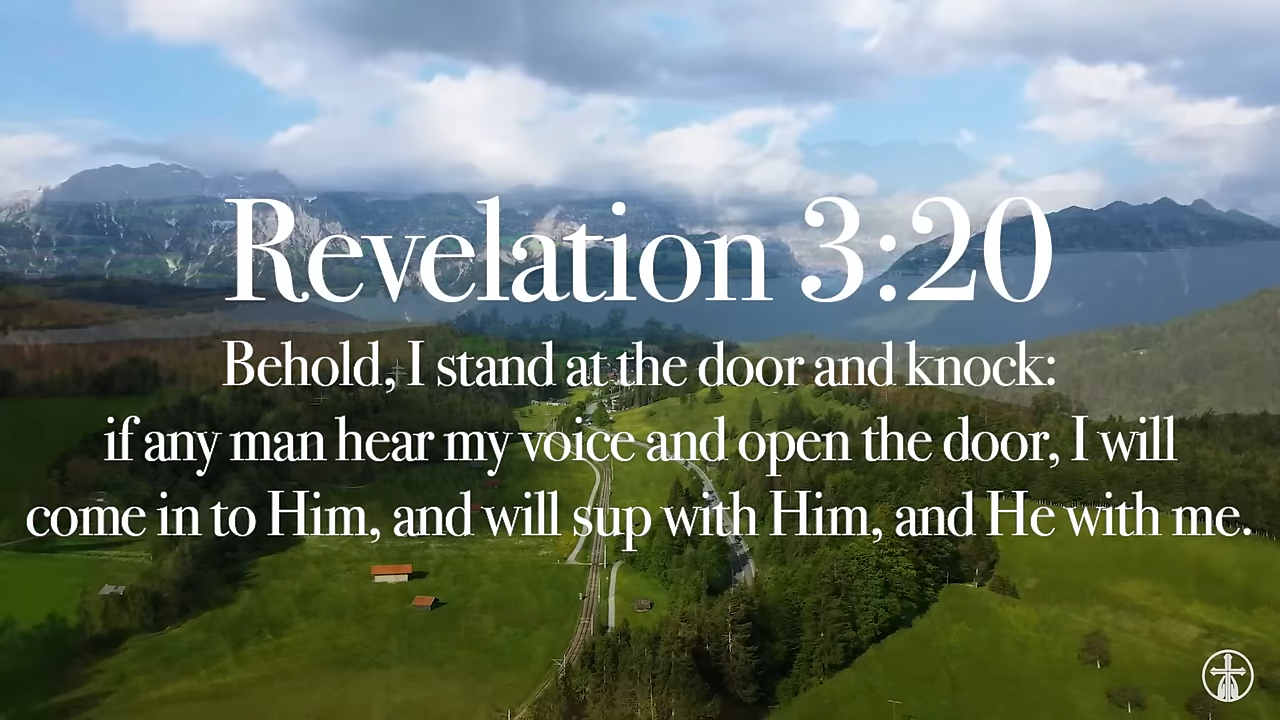 Revelation 3:20
Behold, I stand at the door and knock:
if any man hear my voice and open the door, I will
come in to Him, and will sup with Him, and He with me.